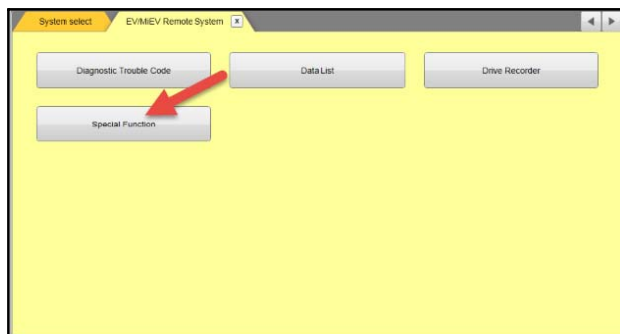 System select EV/MiEV Remote System x
Diagnostic Trouble Code Data List Drive Recorder
Special Function